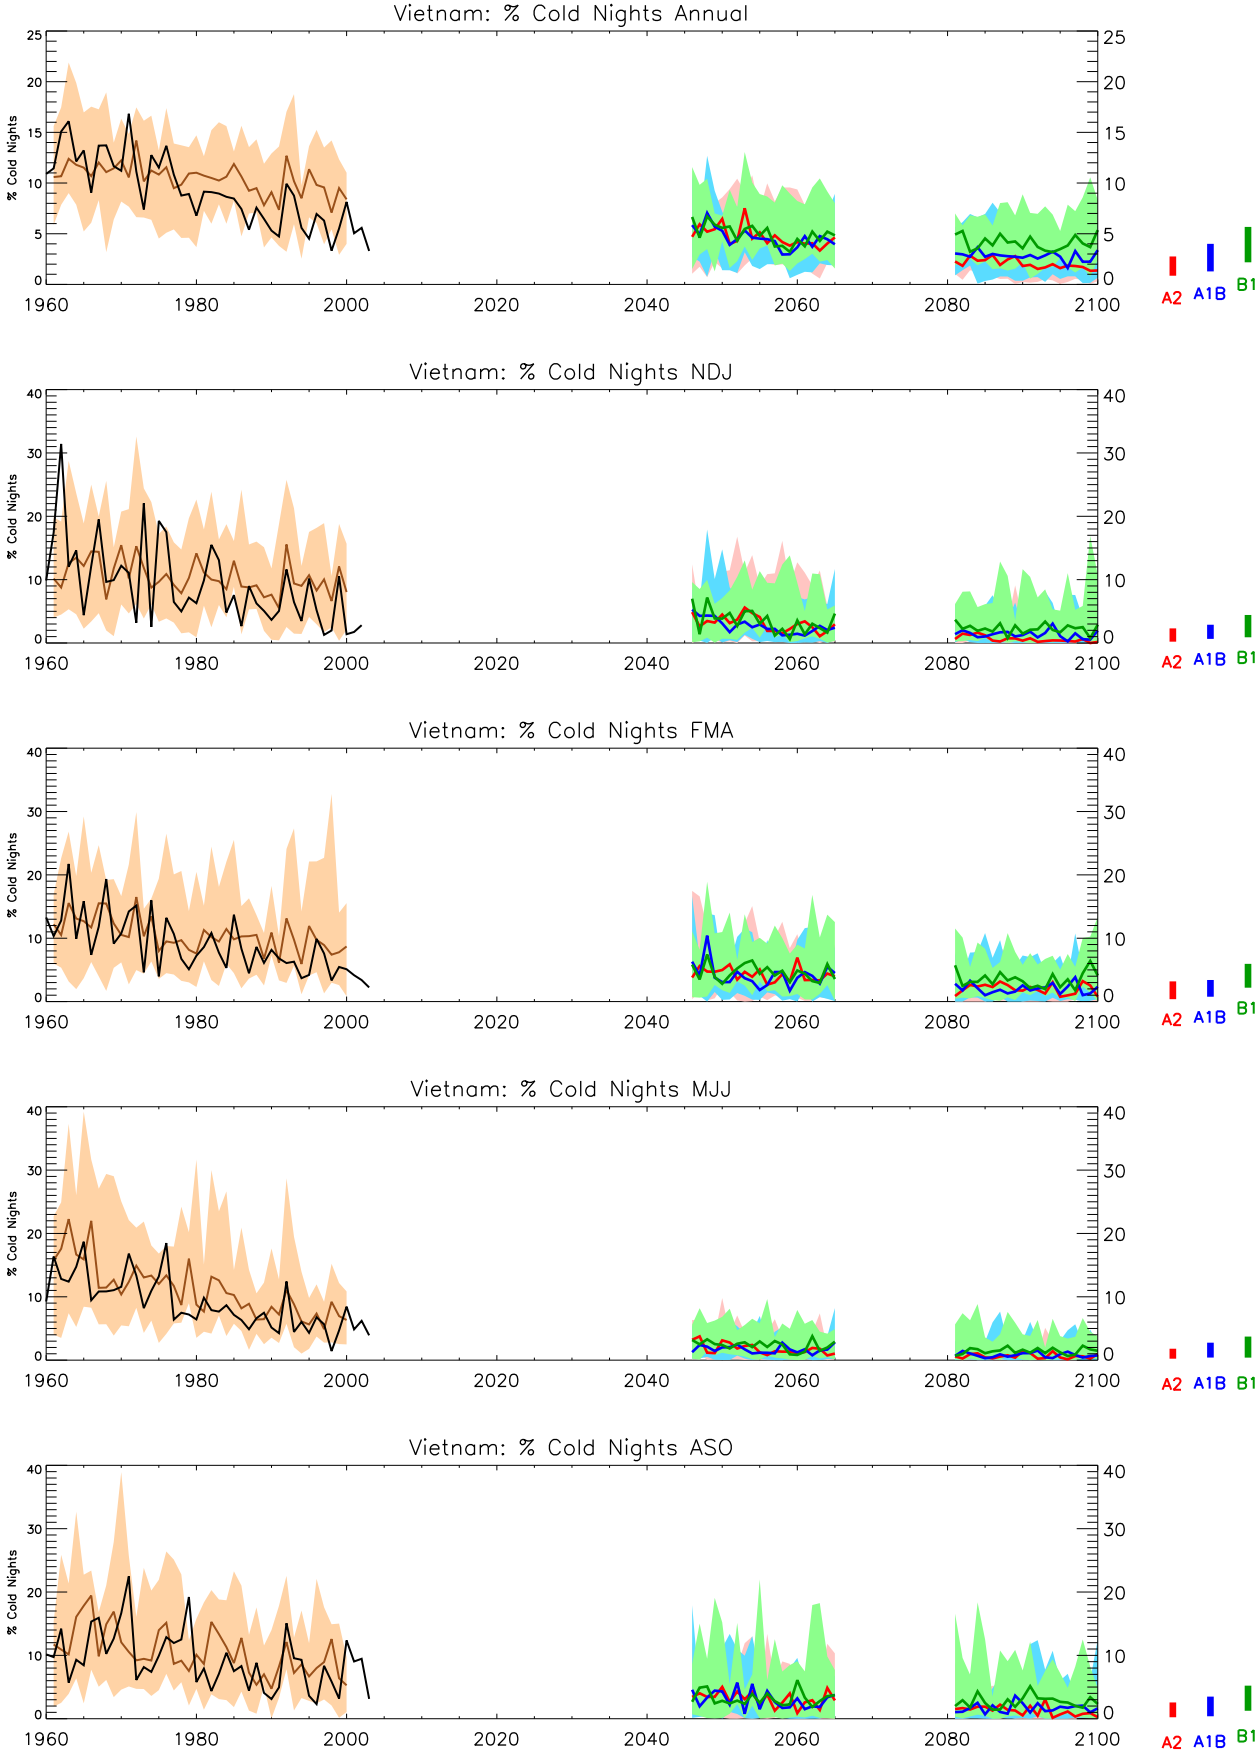 Vietnam: % Cold Nights Annual
25 25
20 20
15 15
10 10
5 5
0 0
% Cold Nights
1960 1980 2000 2020 2040 2060 2080 2100
A2 A1B B1
Vietnam: % Cold Nights NDJ
40 40
30 30
20 20
10 10
0 0
% Cold Nights
1960 1980 2000 2020 2040 2060 2080 2100
A2 A1B B1
Vietnam: % Cold Nights FMA
40 40
30 30
20 20
10 10
0 0
% Cold Nights
1960 1980 2000 2020 2040 2060 2080 2100
A2 A1B B1
Vietnam: % Cold Nights MJJ
40 40
30 30
20 20
10 10
0 0
% Cold Nights
1960 1980 2000 2020 2040 2060 2080 2100
A2 A1B B1
Vietnam: % Cold Nights ASO
40 40
30 30
20 20
10 10
0 0
% Cold Nights
1960 1980 2000 2020 2040 2060 2080 2100
A2 A1B B1